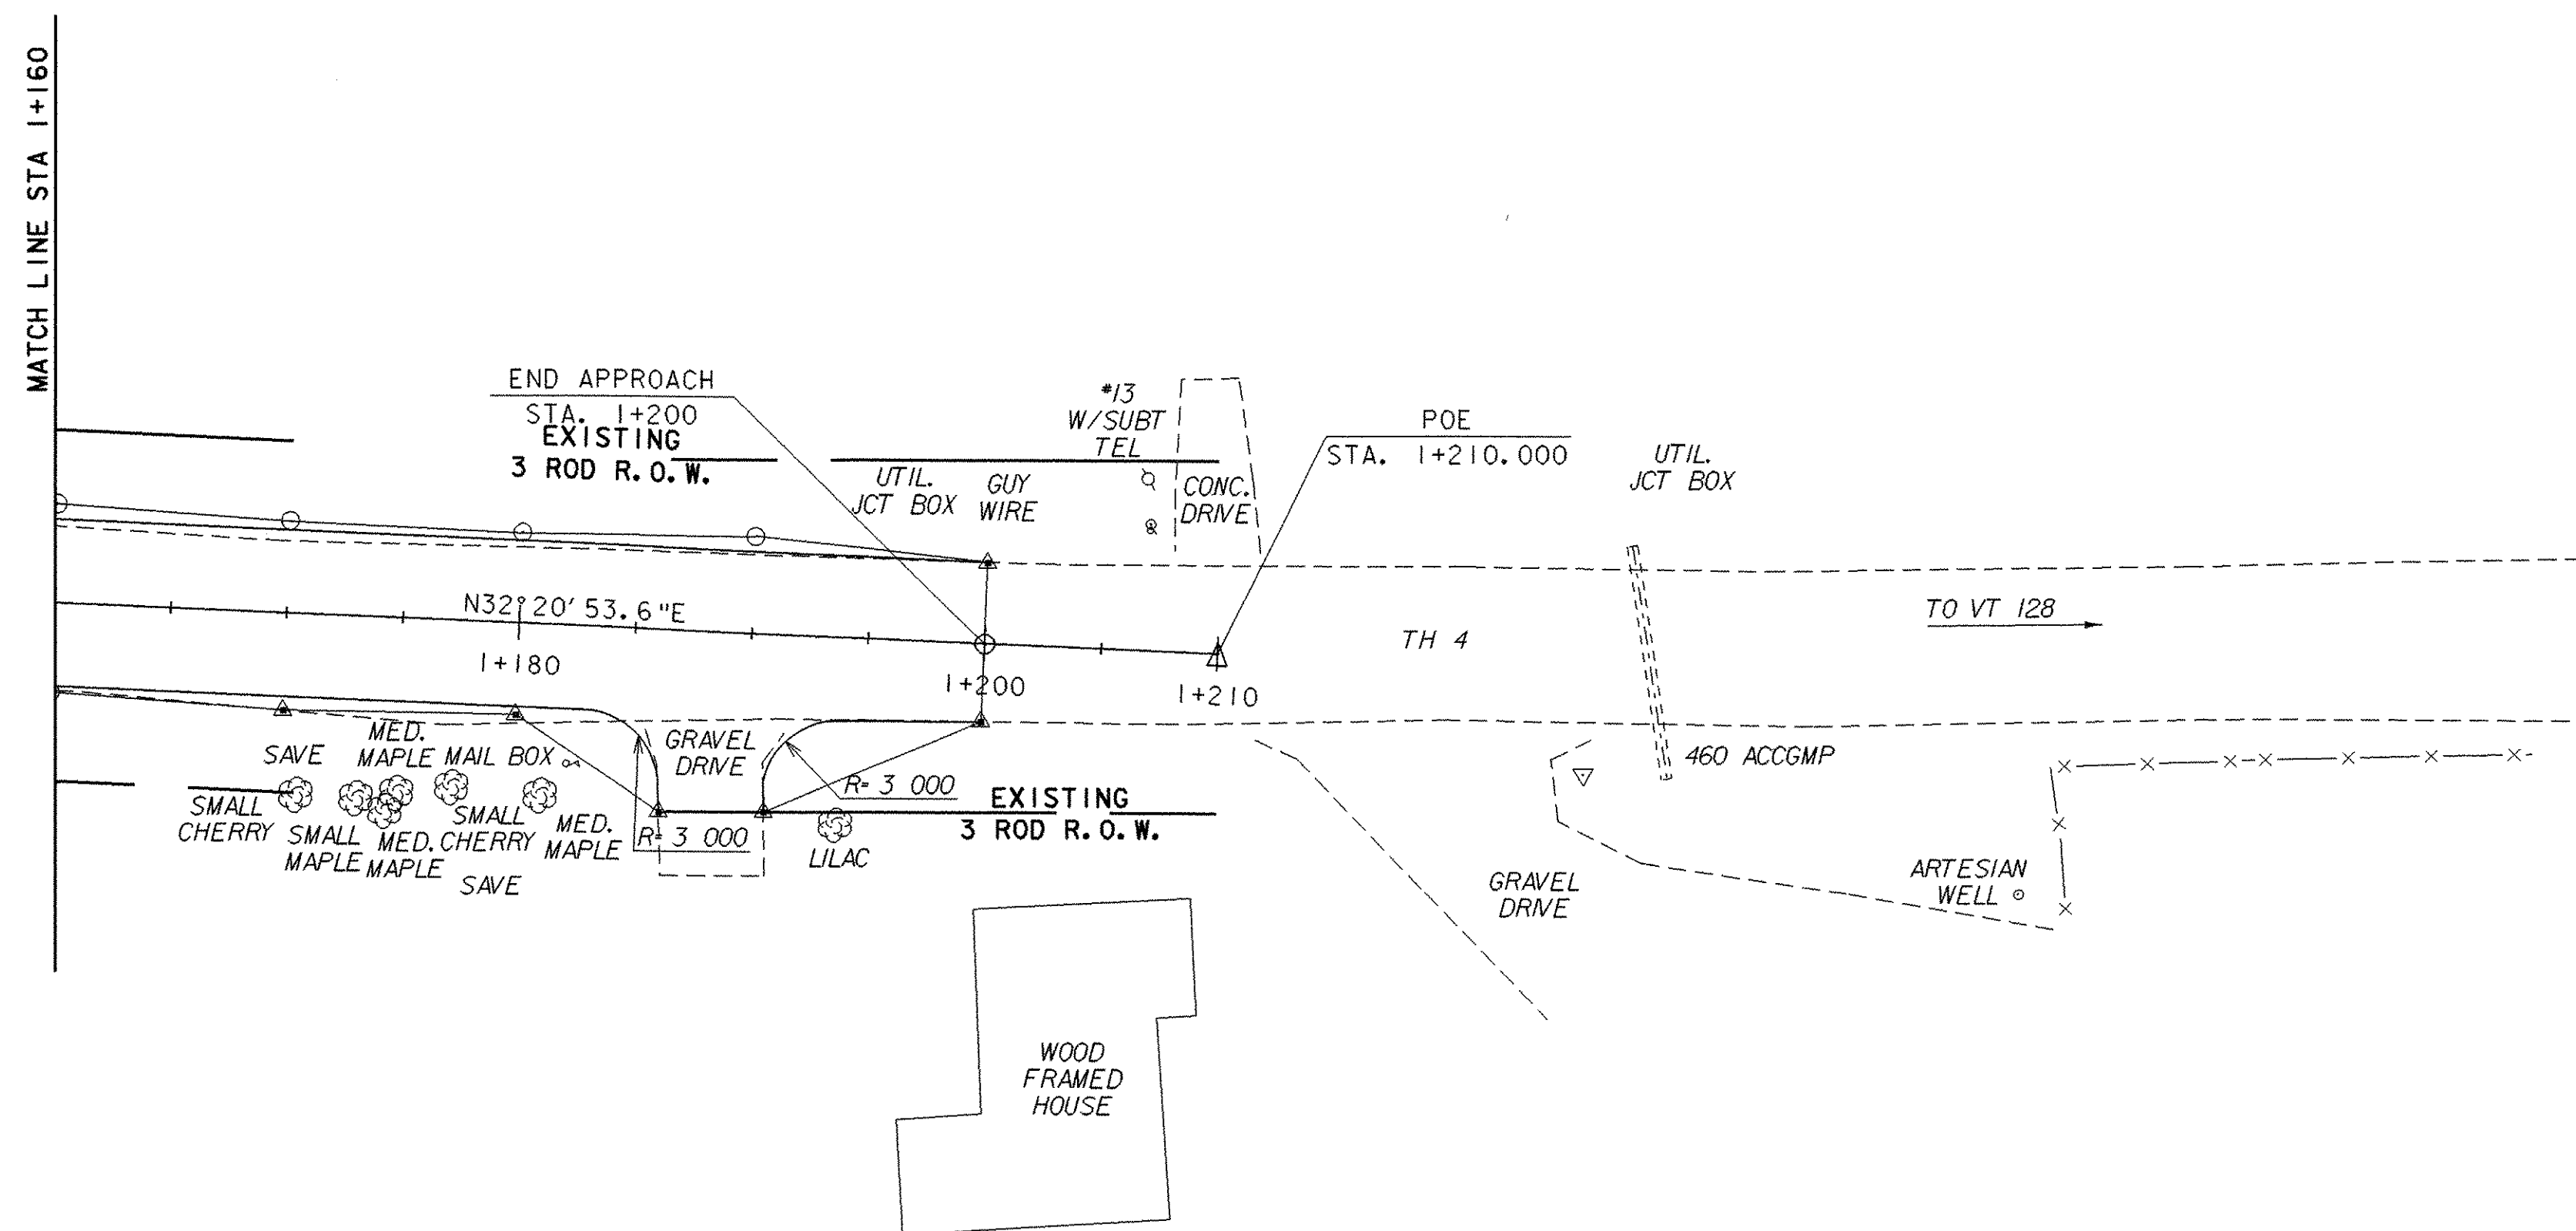 MATCH LINE STA 1+160
END APPROACH
STA. 1+200
EXISTING
3 ROD R.O.W.
#13
W/SUBT
TEL
POE
STA. 1+210.000
UTIL.
JCT BOX
UTIL.
JCT BOX
GUY
WIRE
CONC.
DRIVE
N32°20'53.6"E
1+180
1+200
1+210
TH 4
TO VT 128
460 ACCGMP
SAVE
MED.
MAPLE
MAIL BOX
GRAVEL
DRIVE
R= 3 000
R= 3 000
EXISTING
3 ROD R.O.W.
SMALL
CHERRY
SMALL
MAPLE
MED.
MAPLE
SMALL
CHERRY
SAVE
MED.
MAPLE
LILAC
GRAVEL
DRIVE
ARTESIAN
WELL
WOOD
FRAMED
HOUSE